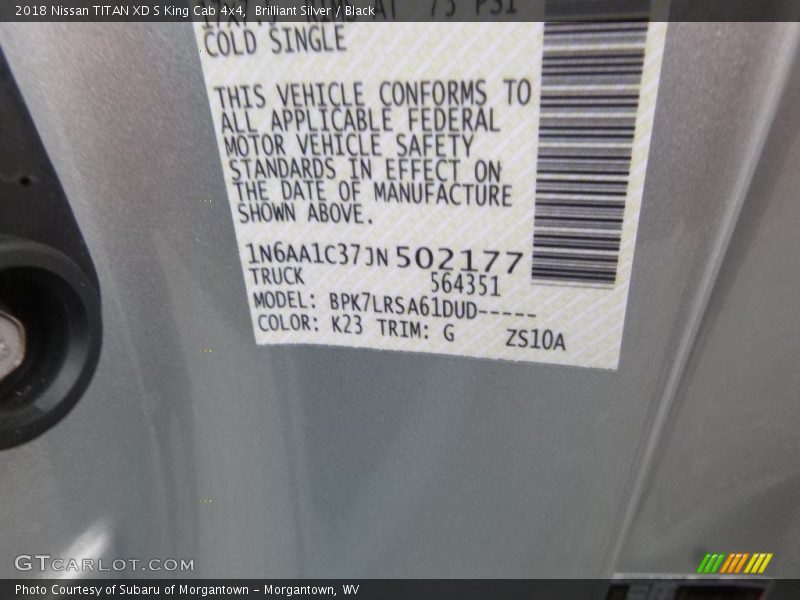 2018 Nissan TITAN XD S King Cab 4x4, Brilliant Silver / Black
75 PSI
COLD SINGLE
THIS VEHICLE CONFORMS TO
ALL APPLICABLE FEDERAL
MOTOR VEHICLE SAFETY
STANDARDS IN EFFECT ON
THE DATE OF MANUFACTURE
SHOWN ABOVE.
1N6AA1C37JN502177
TRUCK 564351
MODEL: BPK7LRSA61DUD-----
COLOR: K23 TRIM: G ZS10A
GTCARLOT.COM
Photo Courtesy of Subaru of Morgantown - Morgantown, WV